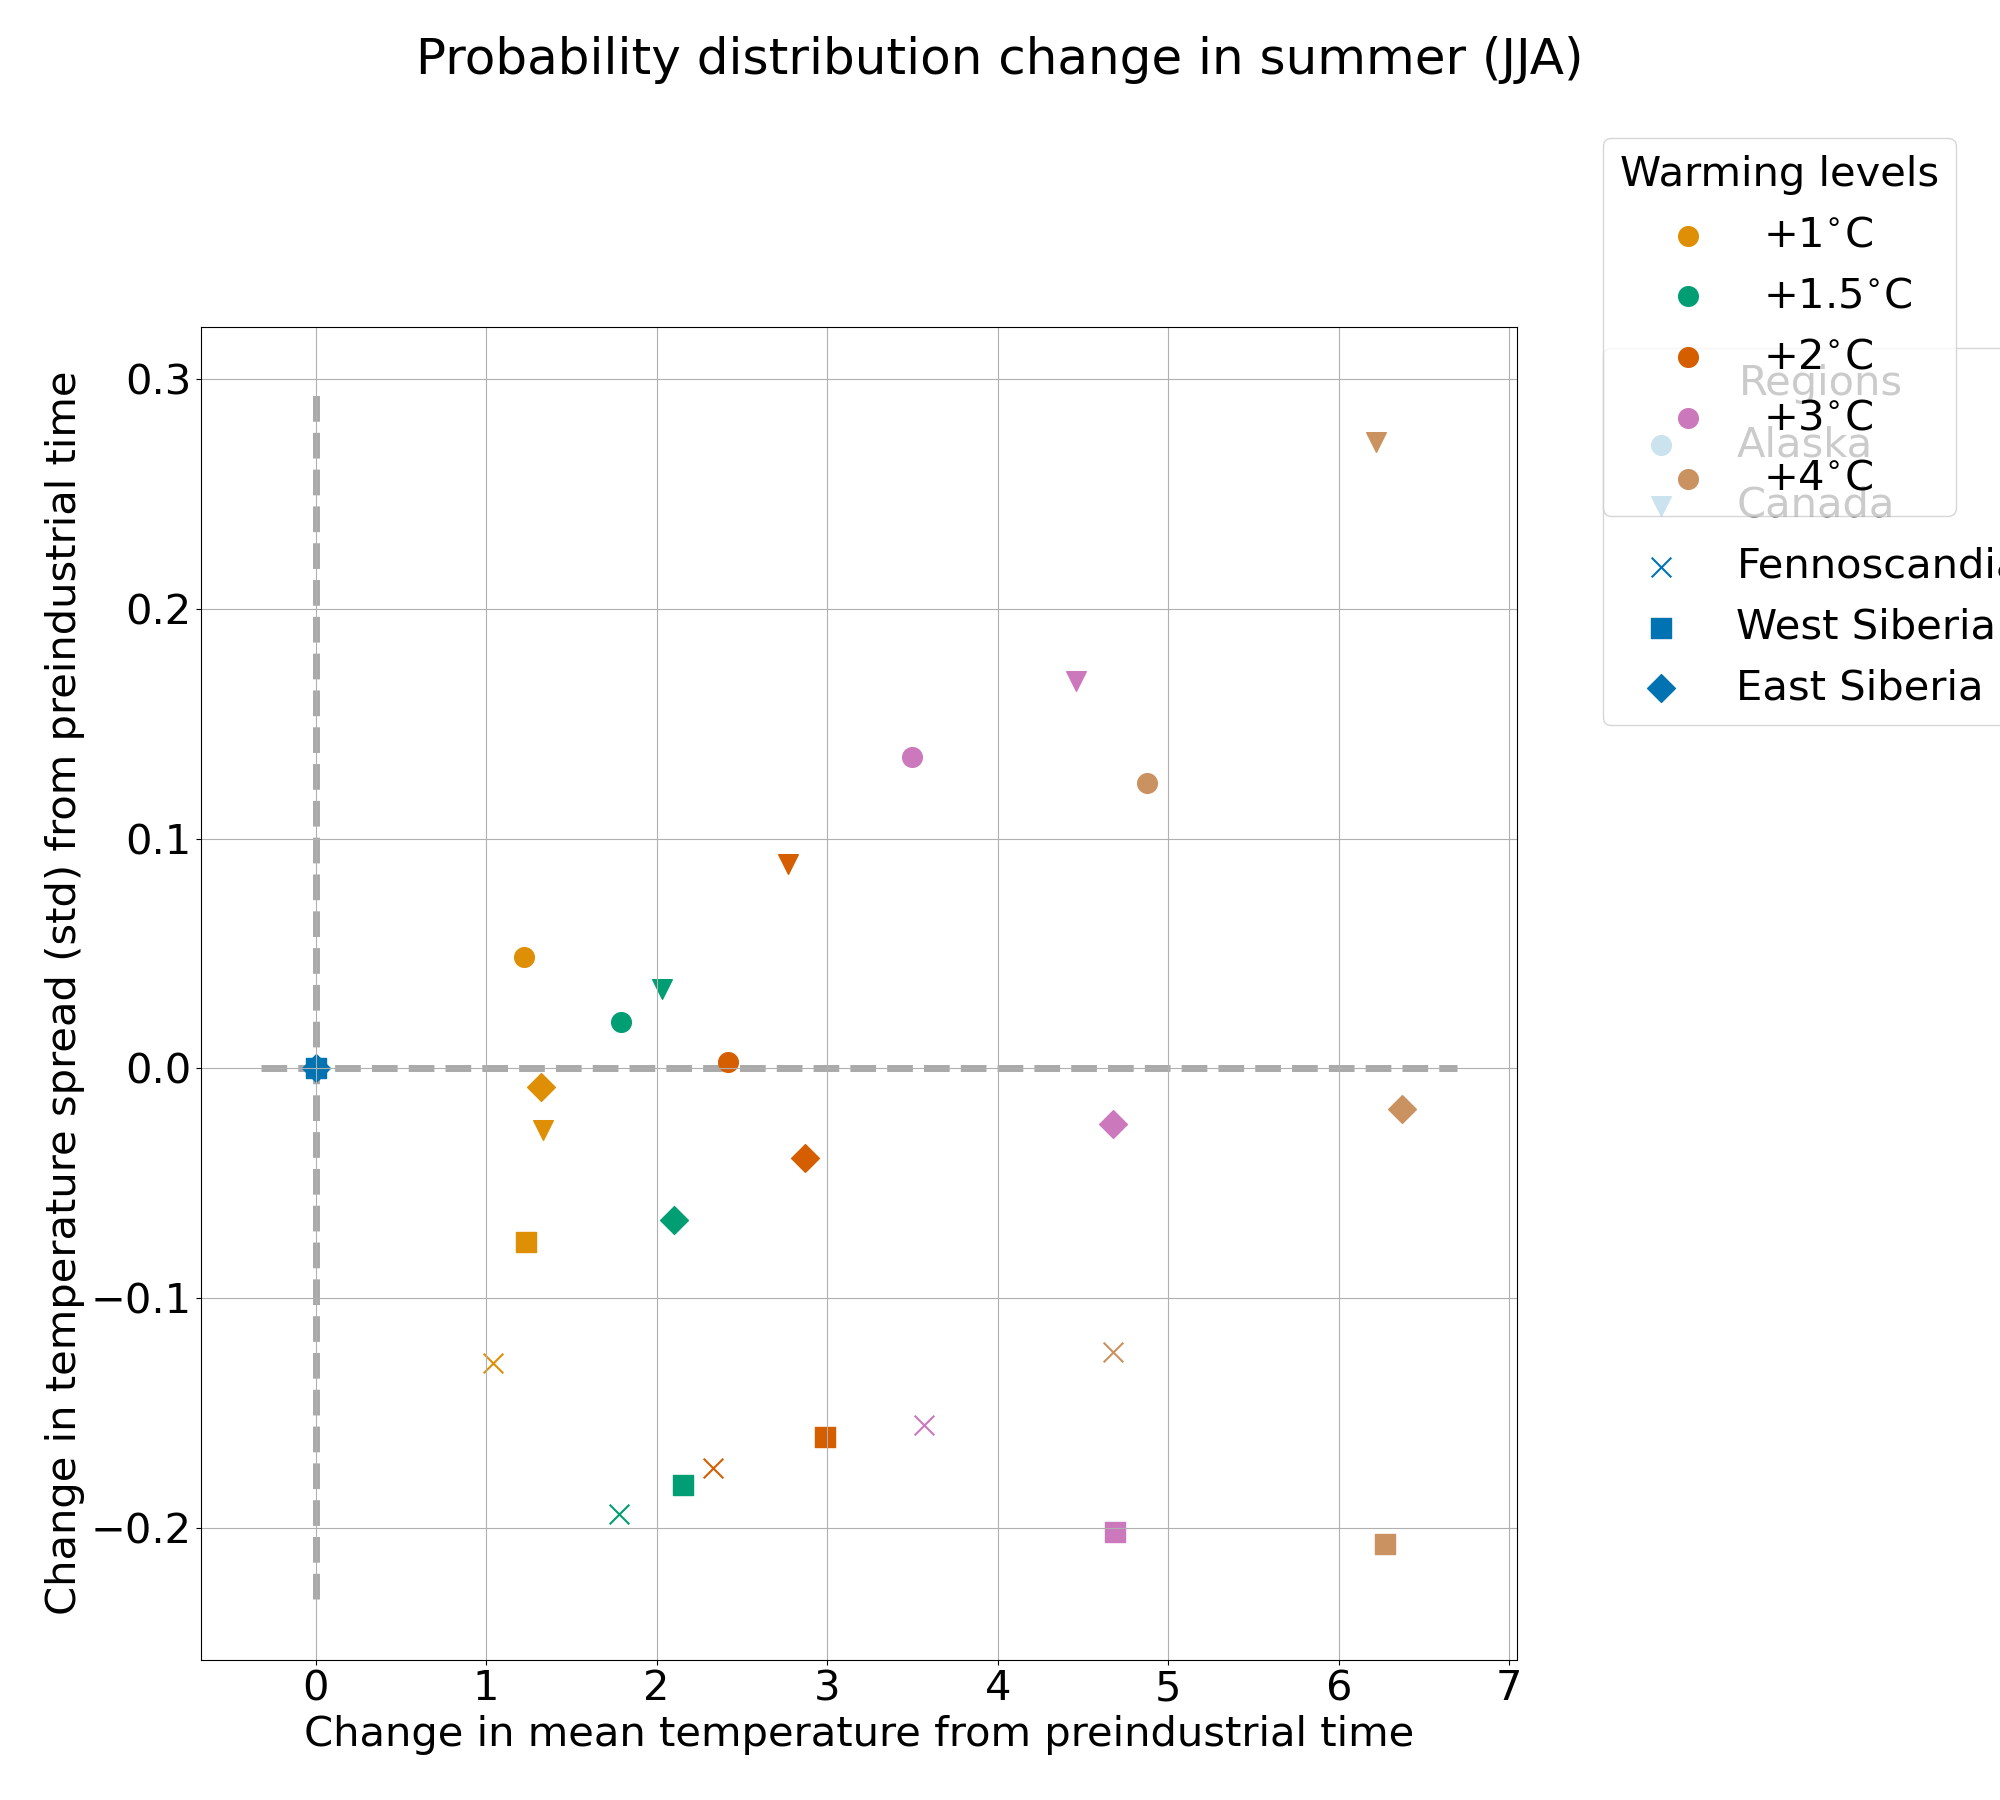 Probability distribution change in summer (JJA)
Warming levels
+1°C
+1.5°C
+2°C
+3°C
+4°C
Regions
Alaska
Canada
Fennoscandia
West Siberia
East Siberia
Change in temperature spread (std) from preindustrial time
0.3
0.2
0.1
0.0
−0.1
−0.2
0 1 2 3 4 5 6 7
Change in mean temperature from preindustrial time